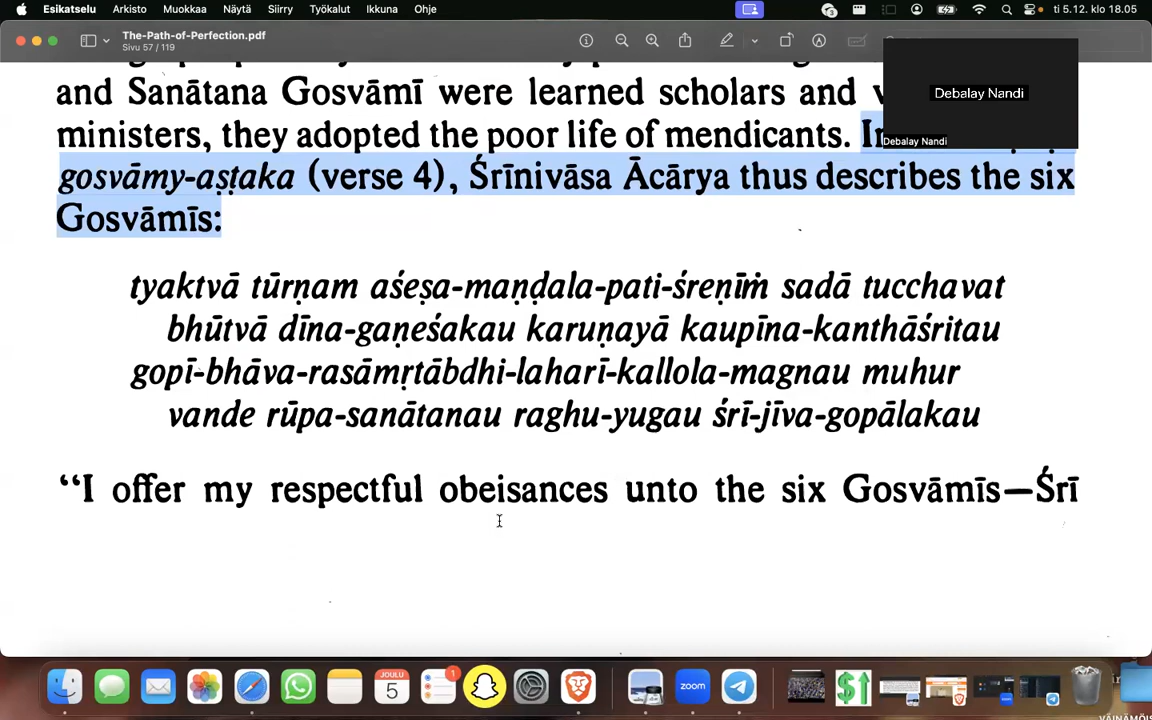 Esikatselu Arkisto Muokkaa Näytä Siirry Työkalut Ikkuna Ohje ti 5.12. klo 18.05
The-Path-of-Perfection.pdf
Sivu 57 / 119
Debalay Nandi
Debalay Nandi
and Sanātana Gosvāmī were learned scholars and
ministers, they adopted the poor life of mendicants. In
gosvāmy-aṣṭaka (verse 4), Śrīnivāsa Ācārya thus describes the six
Gosvāmīs:
tyaktvā tūrṇam aśeṣa-maṇḍala-pati-śreṇīṁ sadā tucchavat
bhūtvā dīna-gaṇeśakau karuṇayā kaupīna-kanthāśritau
gopī-bhāva-rasāmṛtābdhi-laharī-kallola-magnau muhur
vande rūpa-sanātanau raghu-yugau śrī-jīva-gopālakau
“I offer my respectful obeisances unto the six Gosvāmīs—Śrī
JOULU
5
1
zoom